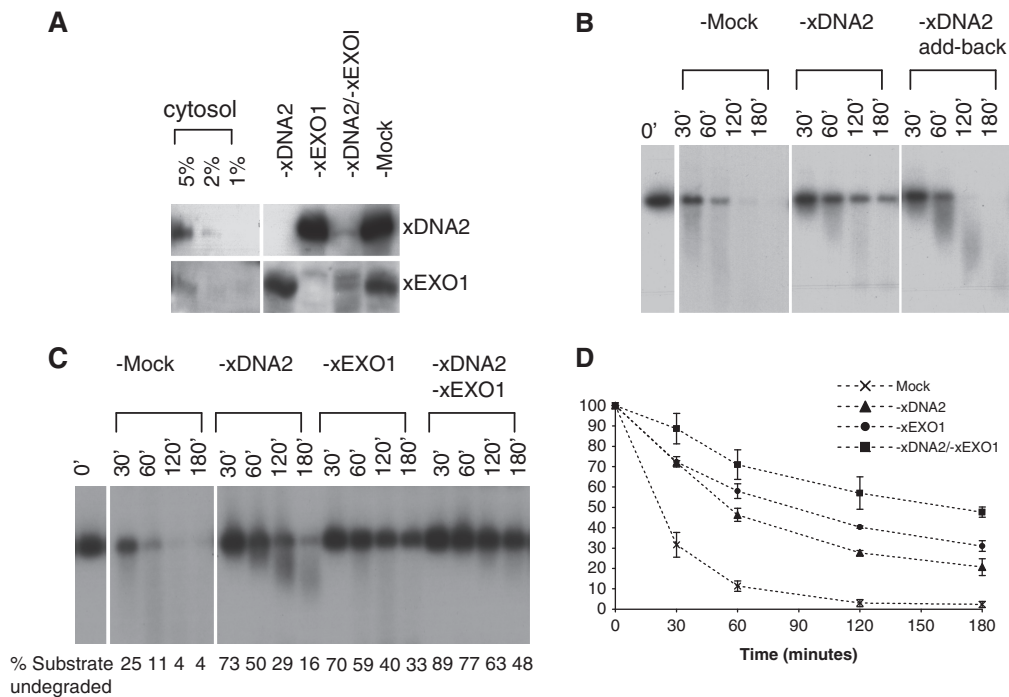 A
cytosol
5% 2% 1% -xDNA2 -xEXO1 -xDNA2/-xEXOI -Mock
xDNA2
xEXO1
B
-Mock -xDNA2 -xDNA2
add-back
0' 30' 60' 120' 180' 30' 60' 120' 180' 30' 60' 120' 180'
C
-Mock -xDNA2 -xEXO1 -xDNA2
-xEXO1
0' 30' 60' 120' 180' 30' 60' 120' 180' 30' 60' 120' 180' 30' 60' 120' 180'
% Substrate 25 11 4 4 73 50 29 16 70 59 40 33 89 77 63 48
undegraded
D
Mock
-xDNA2
-xEXO1
-xDNA2/-xEXO1
100
90
80
70
60
50
40
30
20
10
0
0 30 60 90 120 150 180
Time (minutes)